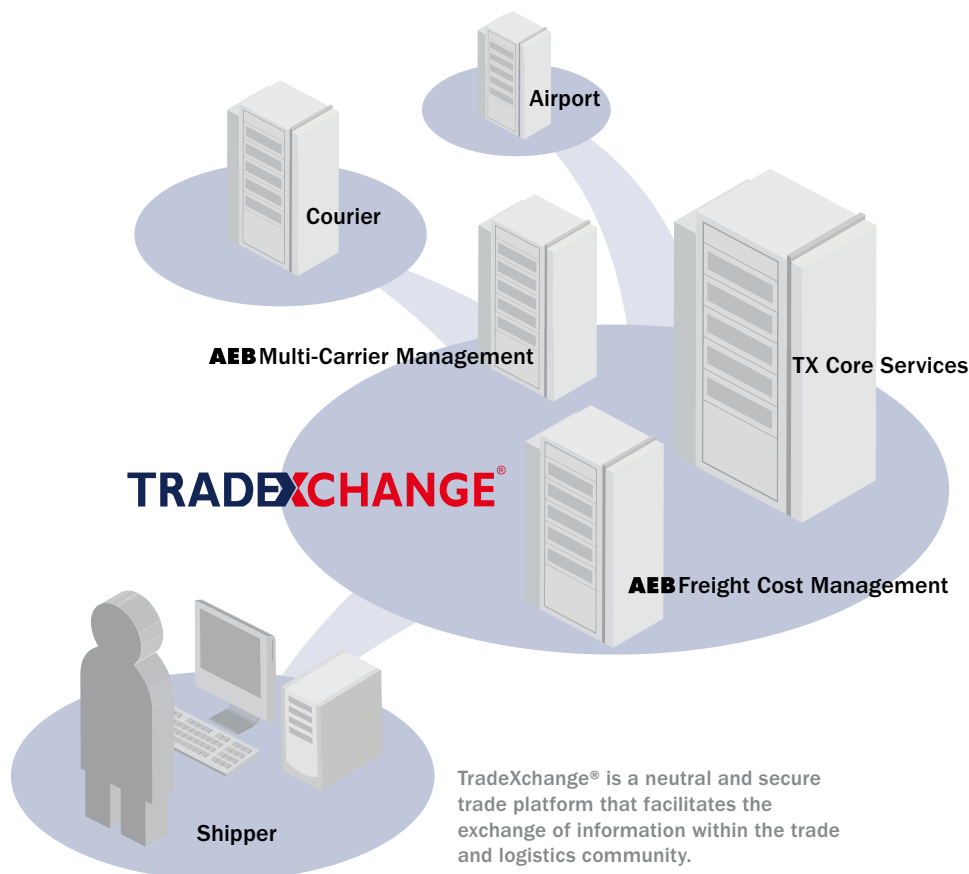 Airport
Courier
AEB Multi-Carrier Management
TX Core Services
TRADEXCHANGE®
AEB Freight Cost Management
Shipper
TradeXchange® is a neutral and secure
trade platform that facilitates the
exchange of information within the trade
and logistics community.